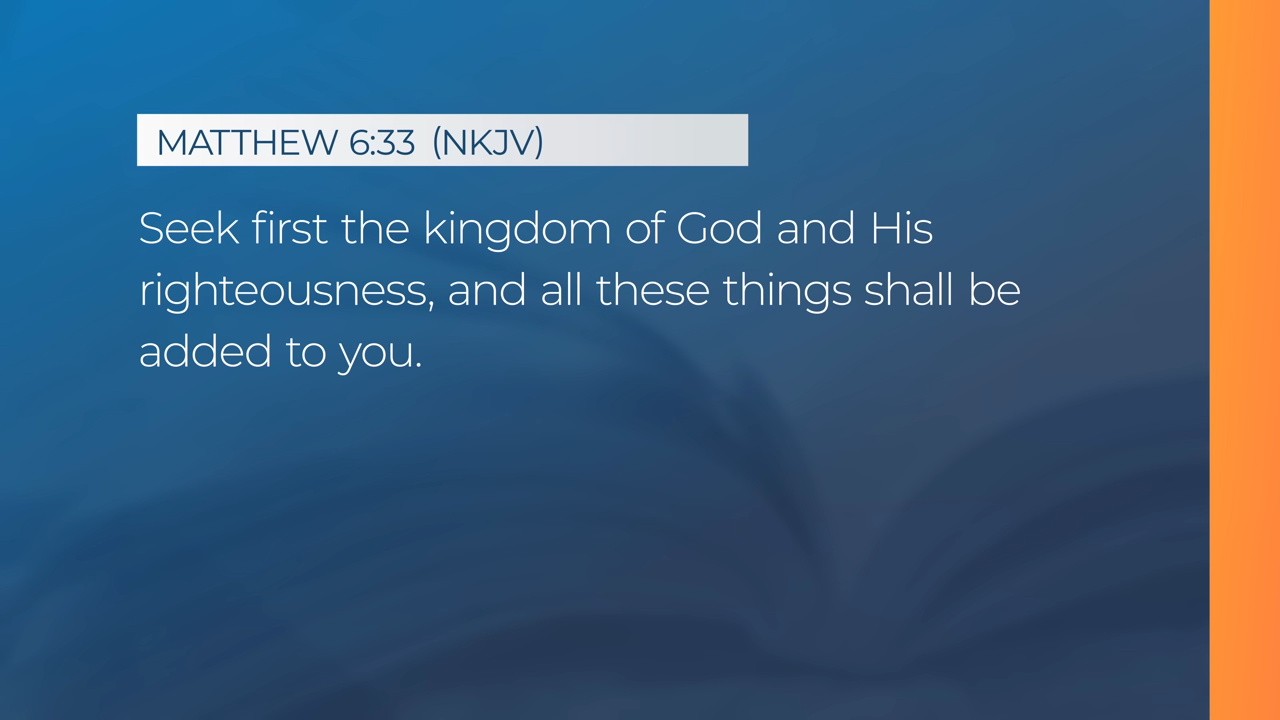 MATTHEW 6:33 (NKJV)
Seek first the kingdom of God and His
righteousness, and all these things shall be
added to you.